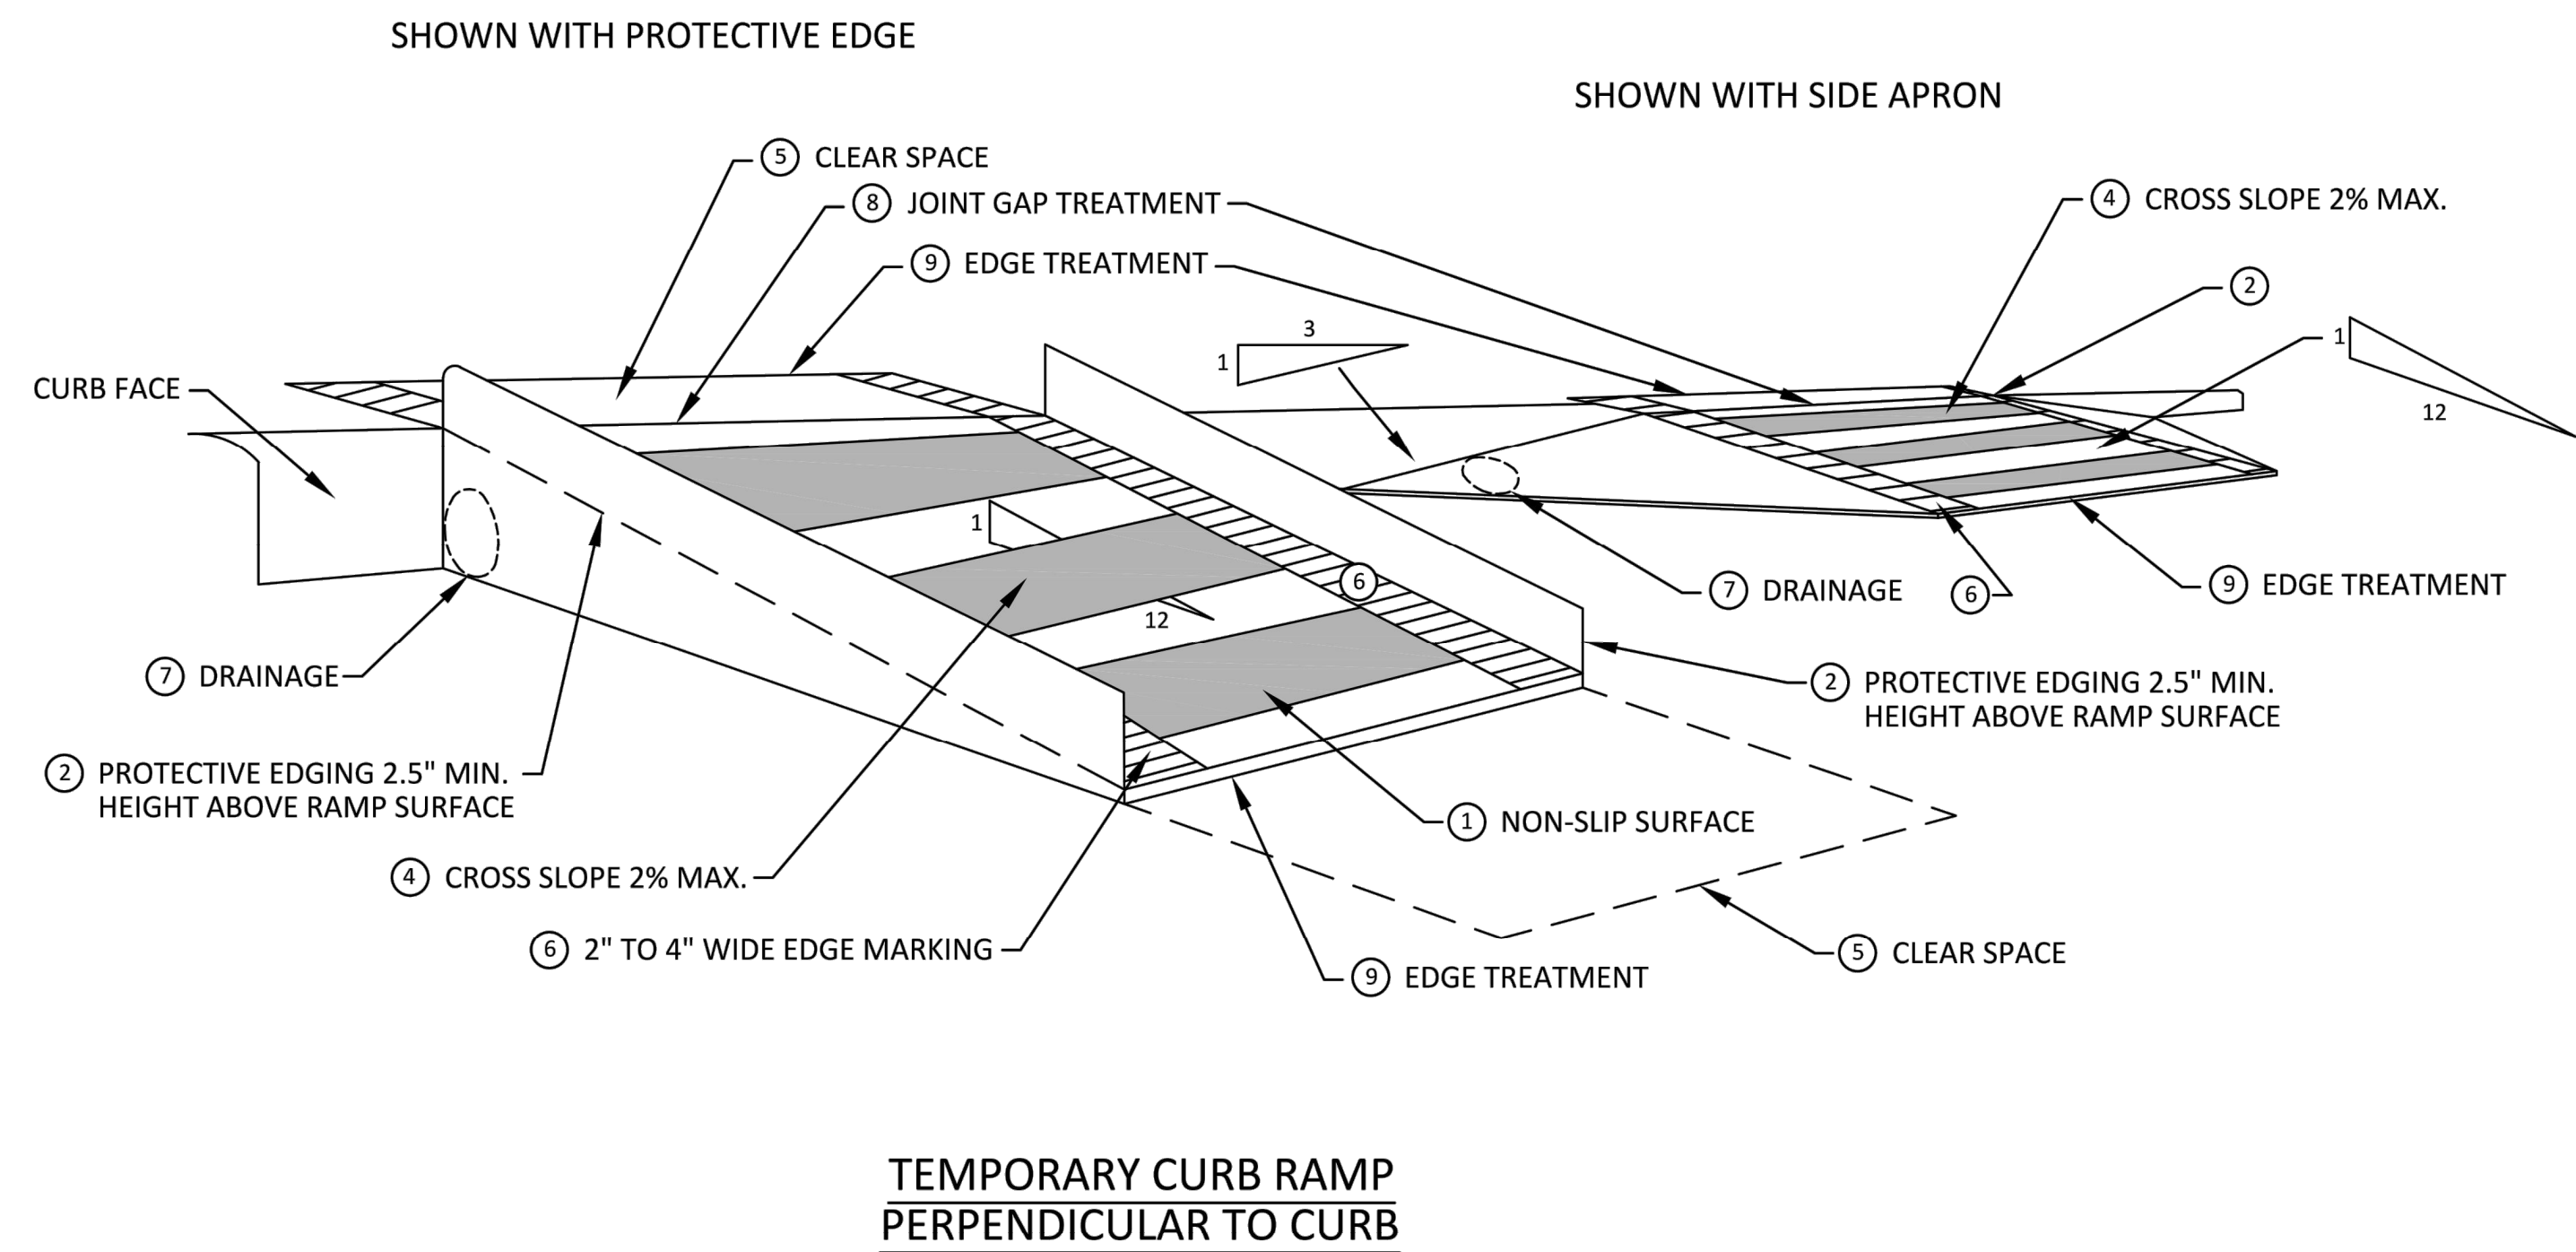 SHOWN WITH PROTECTIVE EDGE
SHOWN WITH SIDE APRON
5 CLEAR SPACE
8 JOINT GAP TREATMENT
4 CROSS SLOPE 2% MAX.
9 EDGE TREATMENT
2
3
1
1
12
CURB FACE
1
12
6
7 DRAINAGE
6
9 EDGE TREATMENT
7 DRAINAGE
2 PROTECTIVE EDGING 2.5" MIN.
HEIGHT ABOVE RAMP SURFACE
2 PROTECTIVE EDGING 2.5" MIN.
HEIGHT ABOVE RAMP SURFACE
1 NON-SLIP SURFACE
4 CROSS SLOPE 2% MAX.
6 2" TO 4" WIDE EDGE MARKING
5 CLEAR SPACE
9 EDGE TREATMENT
TEMPORARY CURB RAMP
PERPENDICULAR TO CURB